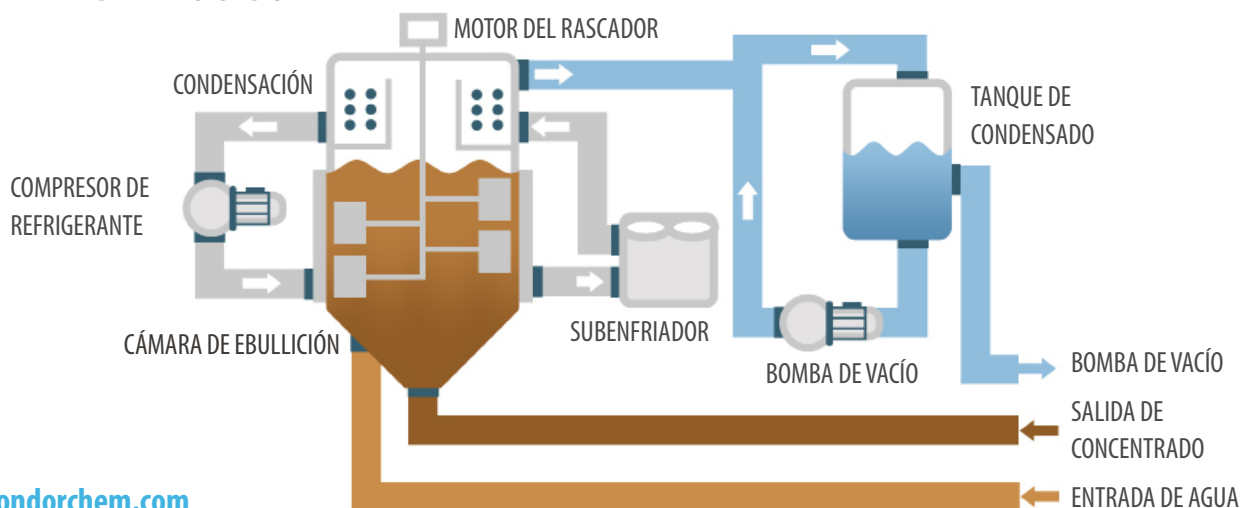 MOTOR DEL RASCADOR
CONDENSACIÓN
TANQUE DE
CONDENSADO
COMPRESOR DE
REFRIGERANTE
SUBENFRIADOR
CÁMARA DE EBULLICIÓN
BOMBA DE VACÍO
BOMBA DE VACÍO
SALIDA DE
CONCENTRADO
ENTRADA DE AGUA
ondorchem.com